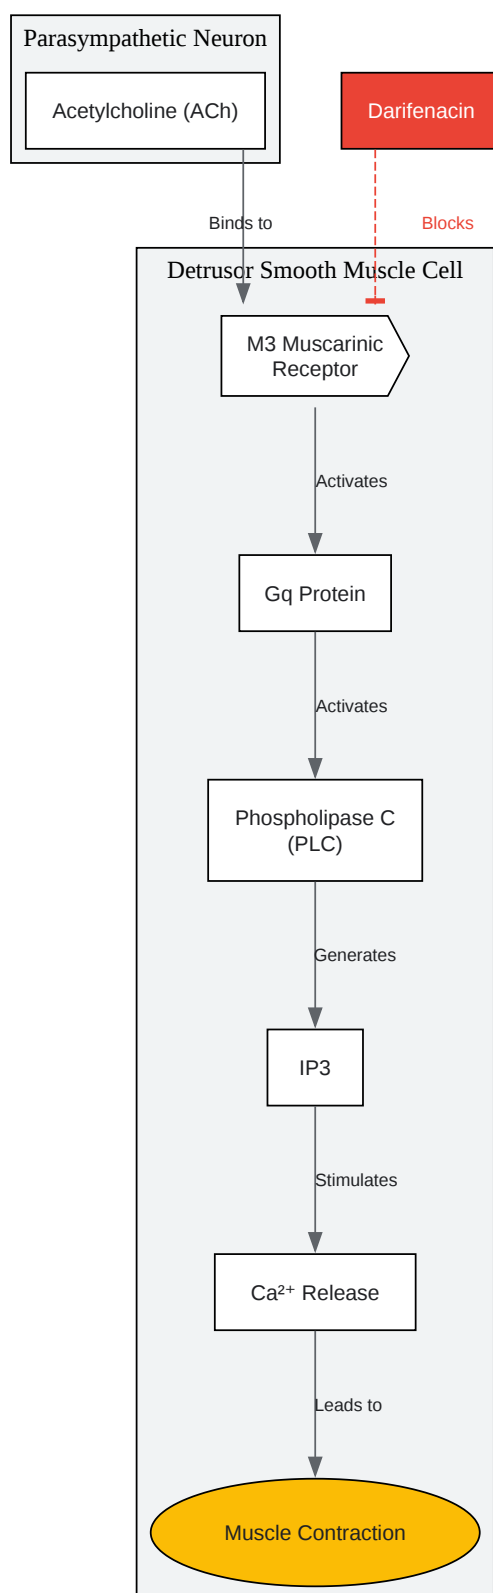 Parasympathetic Neuron
Acetylcholine (ACh)
Darifenacin
Binds to
Blocks
Detrusor Smooth Muscle Cell
M3 Muscarinic
Receptor
Activates
Gq Protein
Activates
Phospholipase C
(PLC)
Generates
IP3
Stimulates
Ca²⁺ Release
Leads to
Muscle Contraction